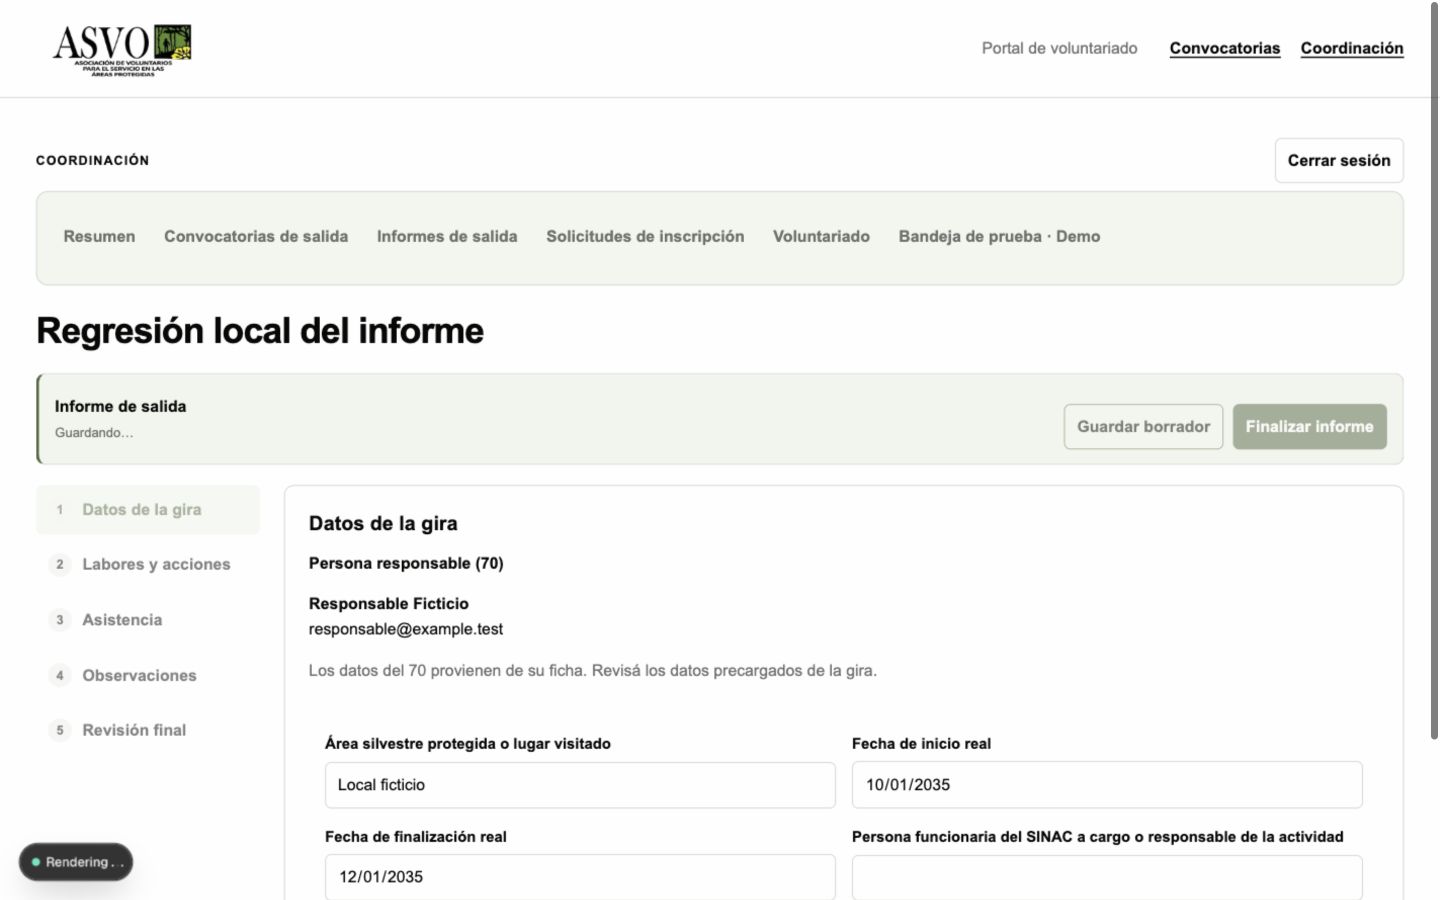 ASVO
ASOCIACIÓN DE VOLUNTARIOS
PARA EL SERVICIO EN LAS
ÁREAS PROTEGIDAS
Portal de voluntariado
Convocatorias
Coordinación
COORDINACIÓN
Cerrar sesión
Resumen
Convocatorias de salida
Informes de salida
Solicitudes de inscripción
Voluntariado
Bandeja de prueba · Demo
Regresión local del informe
Informe de salida
Guardando…
Guardar borrador
Finalizar informe
1 Datos de la gira
2 Labores y acciones
3 Asistencia
4 Observaciones
5 Revisión final
Datos de la gira
Persona responsable (70)
Responsable Ficticio
responsable@example.test
Los datos del 70 provienen de su ficha. Revisá los datos precargados de la gira.
Área silvestre protegida o lugar visitado
Local ficticio
Fecha de inicio real
10/01/2035
Fecha de finalización real
12/01/2035
Persona funcionaria del SINAC a cargo o responsable de la actividad
Rendering . .